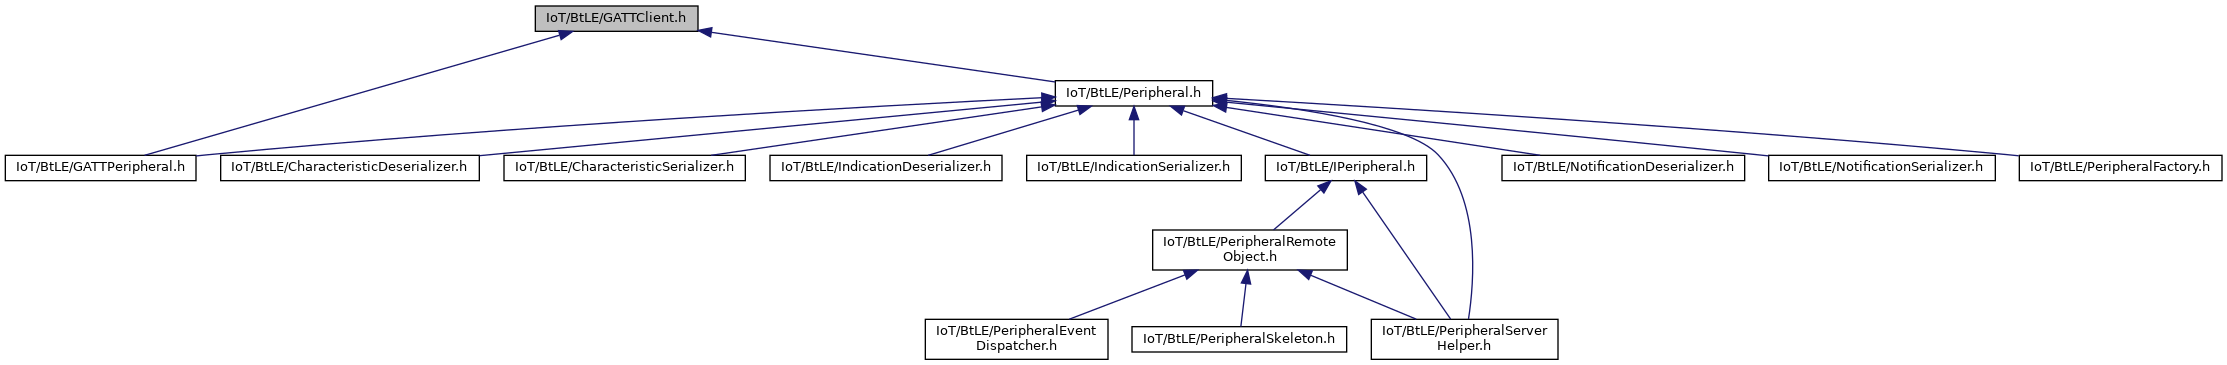 IoT/BtLE/GATTClient.h
IoT/BtLE/Peripheral.h
IoT/BtLE/GATTPeripheral.h
IoT/BtLE/CharacteristicDeserializer.h
IoT/BtLE/CharacteristicSerializer.h
IoT/BtLE/IndicationDeserializer.h
IoT/BtLE/IndicationSerializer.h
IoT/BtLE/IPeripheral.h
IoT/BtLE/NotificationDeserializer.h
IoT/BtLE/NotificationSerializer.h
IoT/BtLE/PeripheralFactory.h
IoT/BtLE/PeripheralRemote
Object.h
IoT/BtLE/PeripheralEvent
Dispatcher.h
IoT/BtLE/PeripheralSkeleton.h
IoT/BtLE/PeripheralServer
Helper.h